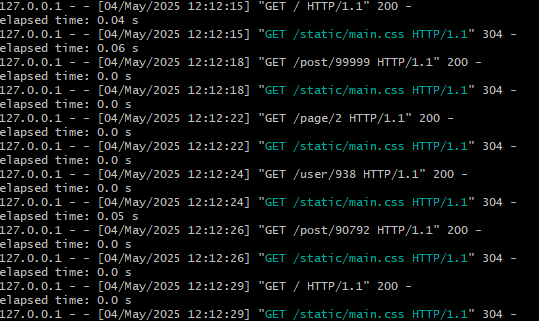 127.0.0.1 - - [04/May/2025 12:12:15] "GET / HTTP/1.1" 200 -
elapsed time: 0.04 s
127.0.0.1 - - [04/May/2025 12:12:15] "GET /static/main.css HTTP/1.1" 304 -
elapsed time: 0.06 s
127.0.0.1 - - [04/May/2025 12:12:18] "GET /post/99999 HTTP/1.1" 200 -
elapsed time: 0.0 s
127.0.0.1 - - [04/May/2025 12:12:18] "GET /static/main.css HTTP/1.1" 304 -
elapsed time: 0.0 s
127.0.0.1 - - [04/May/2025 12:12:22] "GET /page/2 HTTP/1.1" 200 -
elapsed time: 0.0 s
127.0.0.1 - - [04/May/2025 12:12:22] "GET /static/main.css HTTP/1.1" 304 -
elapsed time: 0.0 s
127.0.0.1 - - [04/May/2025 12:12:24] "GET /user/938 HTTP/1.1" 200 -
elapsed time: 0.0 s
127.0.0.1 - - [04/May/2025 12:12:24] "GET /static/main.css HTTP/1.1" 304 -
elapsed time: 0.05 s
127.0.0.1 - - [04/May/2025 12:12:26] "GET /post/90792 HTTP/1.1" 200 -
elapsed time: 0.0 s
127.0.0.1 - - [04/May/2025 12:12:26] "GET /static/main.css HTTP/1.1" 304 -
elapsed time: 0.0 s
127.0.0.1 - - [04/May/2025 12:12:29] "GET / HTTP/1.1" 200 -
elapsed time: 0.0 s
127.0.0.1 - - [04/May/2025 12:12:29] "GET /static/main.css HTTP/1.1" 304 -